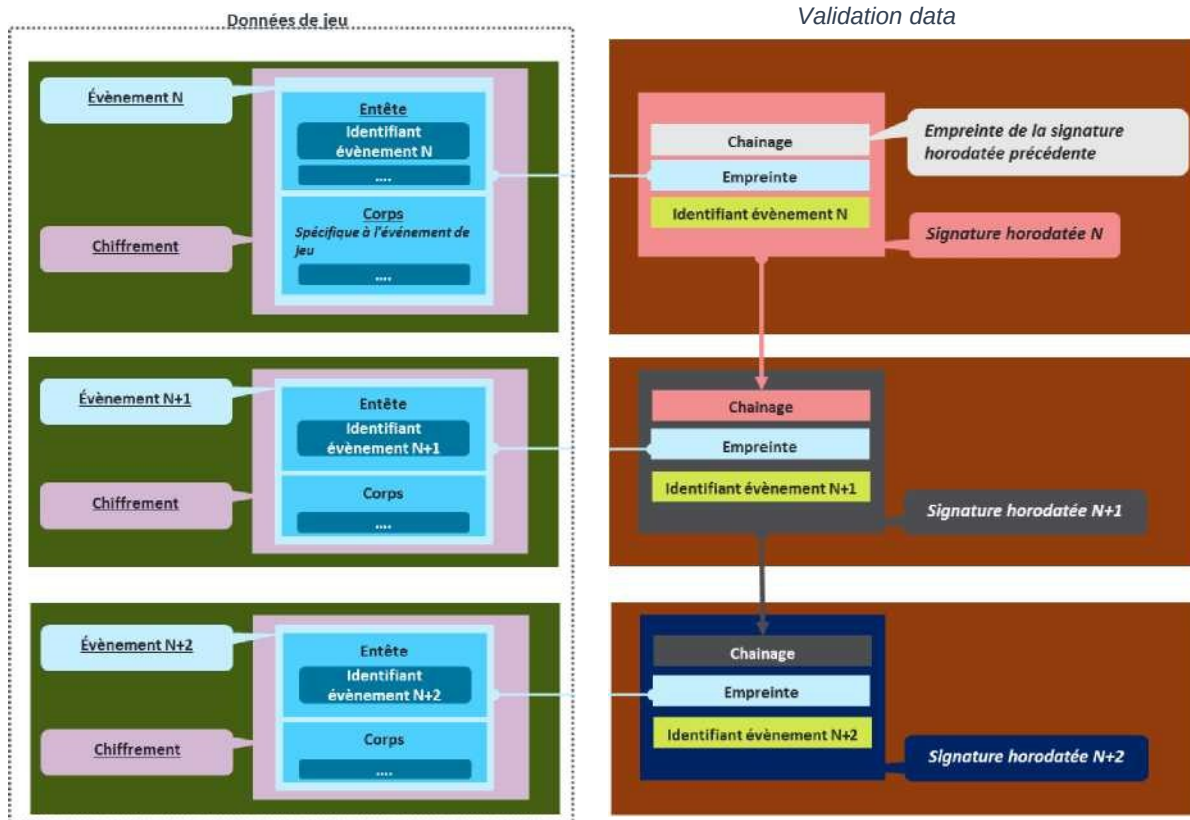 Données de jeu
Validation data
Évènement N
Entête
Identifiant
évènement N
....
Corps
Spécifique à l'événement de
jeu
....
Chiffrement
Chainage
Empreinte
Identifiant évènement N
Empreinte de la signature
horodatée précédente
Signature horodatée N
Évènement N+1
Entête
Identifiant
évènement N+1
Corps
....
Chiffrement
Chainage
Empreinte
Identifiant évènement N+1
Signature horodatée N+1
Évènement N+2
Entête
Identifiant
évènement N+2
Corps
....
Chiffrement
Chainage
Empreinte
Identifiant évènement N+2
Signature horodatée N+2